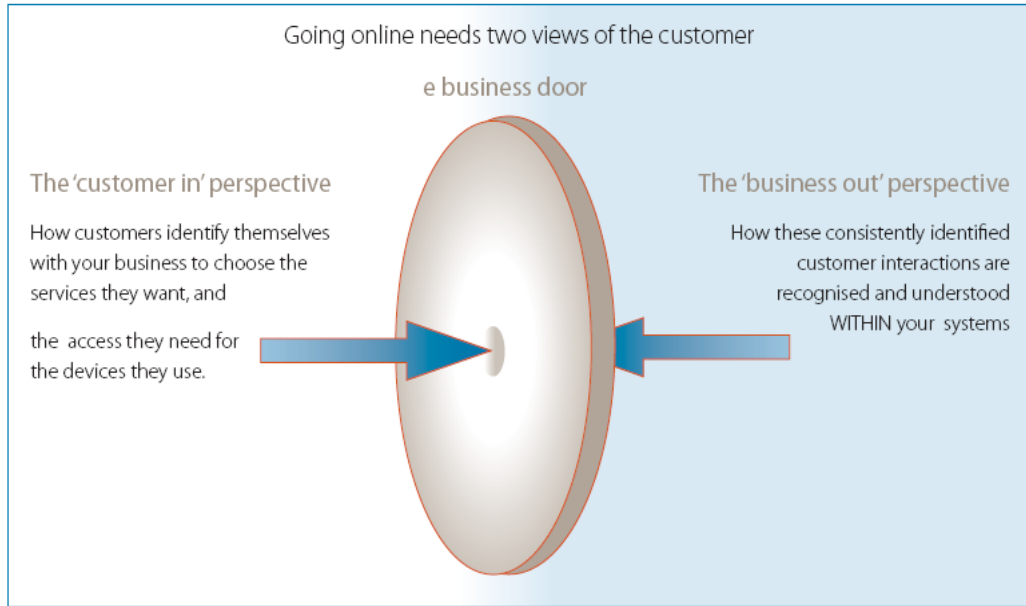 Going online needs two views of the customer
e business door
The ‘customer in’ perspective
How customers identify themselves
with your business to choose the
services they want, and
the access they need for
the devices they use.
The ‘business out’ perspective
How these consistently identified
customer interactions are
recognised and understood
WITHIN your systems